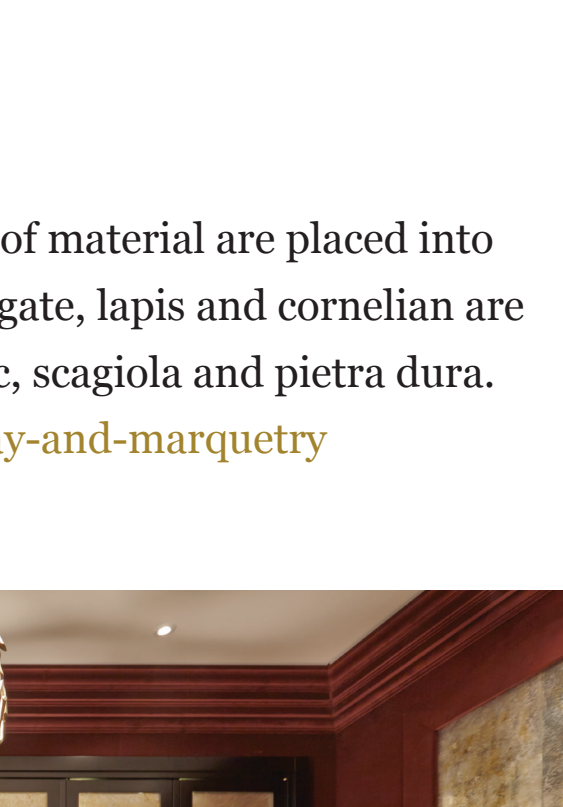 of material are placed into
gate, lapis and cornelian are
c, scagiola and pietra dura.
y-and-marquetry